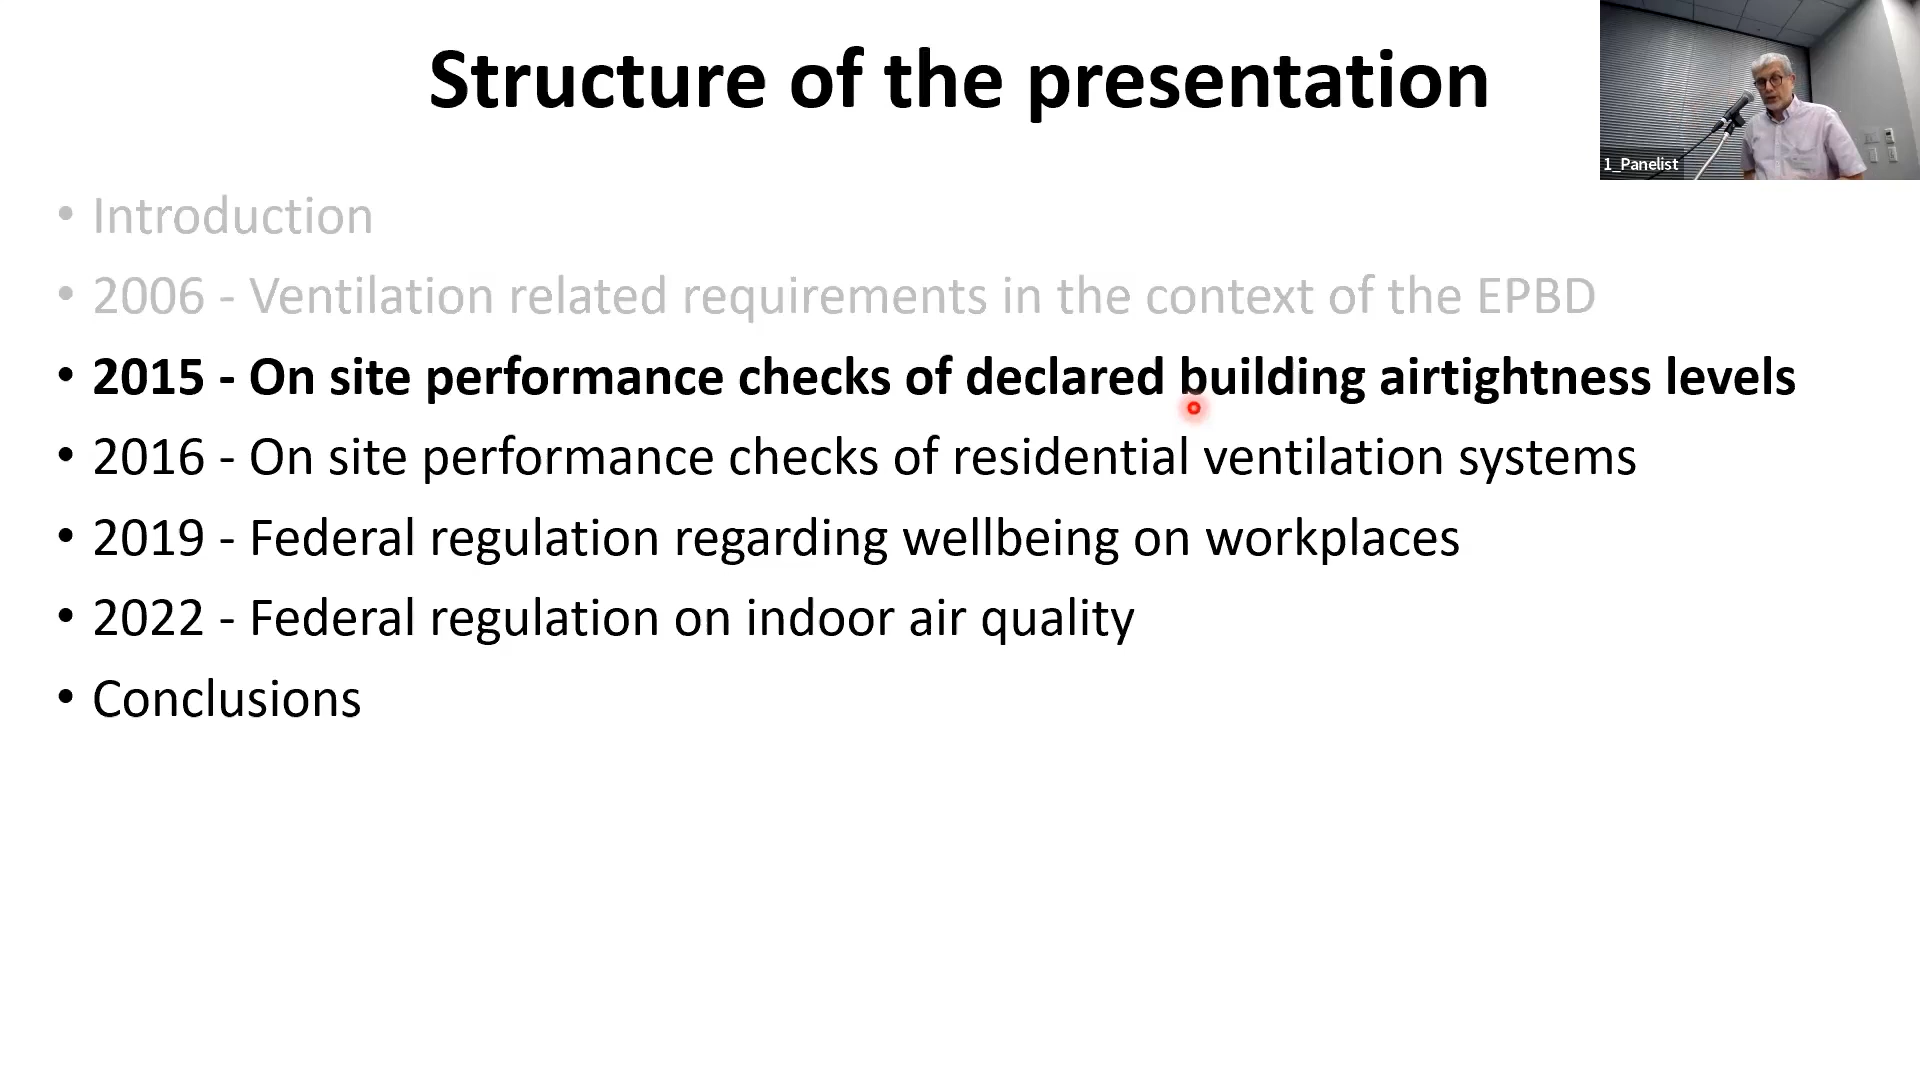 Structure of the presentation
1_Panelist
• Introduction
• 2006 - Ventilation related requirements in the context of the EPBD
• 2015 - On site performance checks of declared building airtightness levels
• 2016 - On site performance checks of residential ventilation systems
• 2019 - Federal regulation regarding wellbeing on workplaces
• 2022 - Federal regulation on indoor air quality
• Conclusions